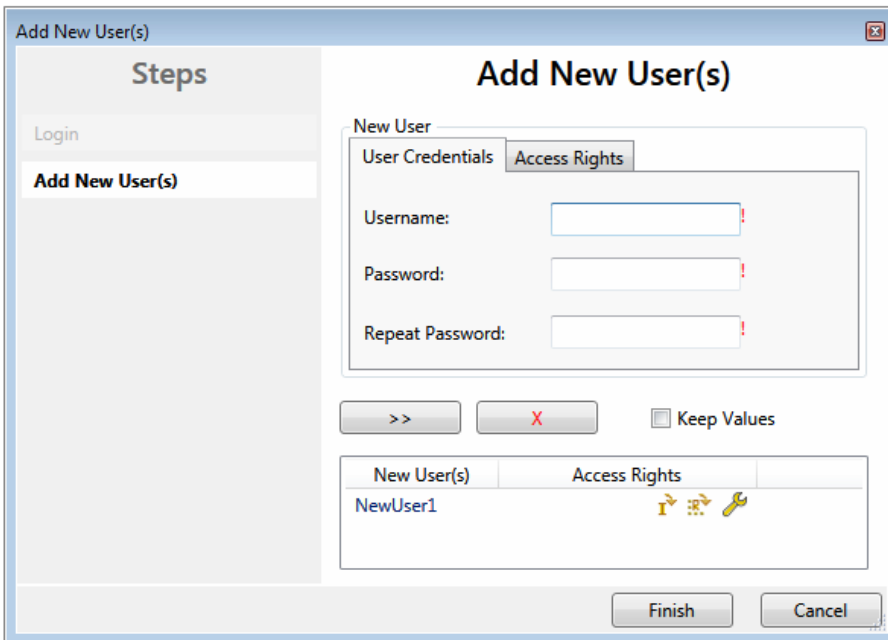 Add New User(s)
Steps
Add New User(s)
Login
Add New User(s)
New User
User Credentials
Access Rights
Username:
!
Password:
!
Repeat Password:
!
>>
X
Keep Values
New User(s)
Access Rights
NewUser1
I
R
Finish
Cancel